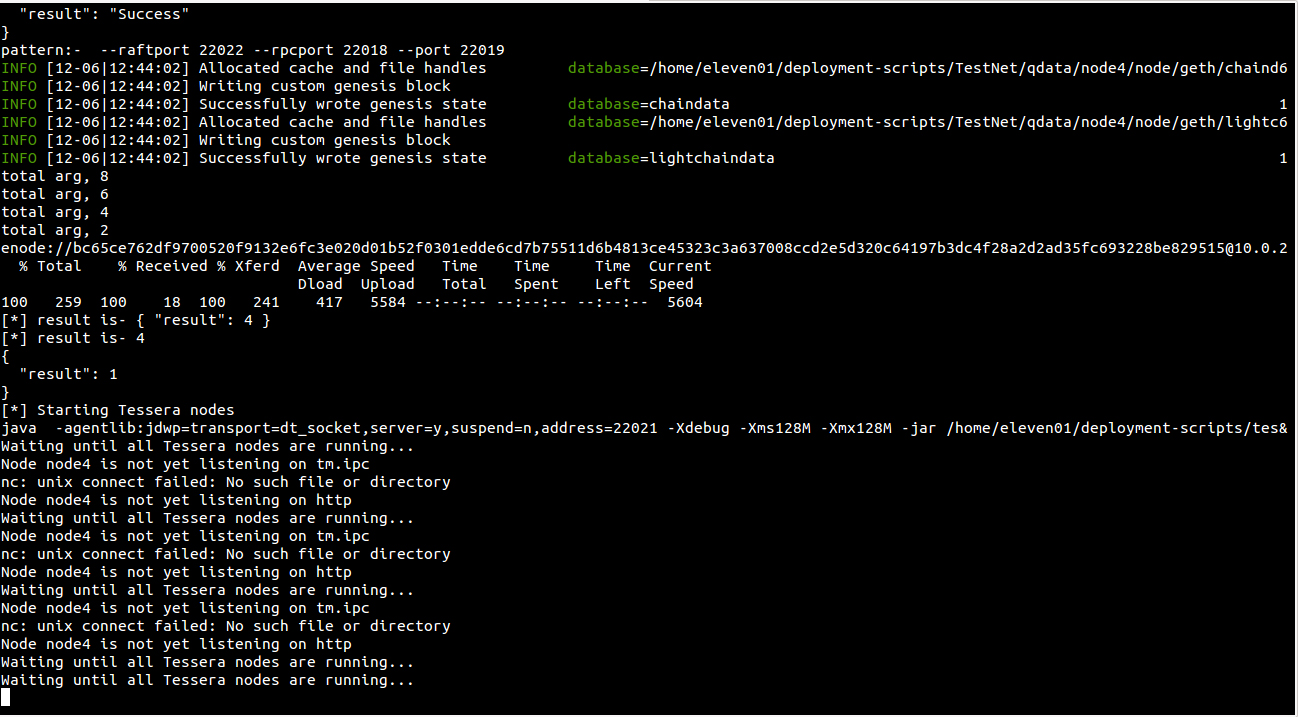 "result": "Success"
}
pattern:-  --raftport 22022 --rpcport 22018 --port 22019
INFO [12-06|12:44:02] Allocated cache and file handles         database=/home/eleven01/deployment-scripts/TestNet/qdata/node4/node/geth/chaind6
INFO [12-06|12:44:02] Writing custom genesis block
INFO [12-06|12:44:02] Successfully wrote genesis state         database=chaindata                                                             1
INFO [12-06|12:44:02] Allocated cache and file handles         database=/home/eleven01/deployment-scripts/TestNet/qdata/node4/node/geth/lightc6
INFO [12-06|12:44:02] Writing custom genesis block
INFO [12-06|12:44:02] Successfully wrote genesis state         database=lightchaindata                                                        1
total arg, 8
total arg, 6
total arg, 4
total arg, 2
enode://bc65ce762df9700520f9132e6fc3e020d01b52f0301edde6cd7b75511d6b4813ce45323c3a637008ccd2e5d320c64197b3dc4f28a2d2ad35fc693228be829515@10.0.2
  % Total    % Received % Xferd  Average Speed   Time    Time     Time  Current
                                 Dload  Upload   Total   Spent    Left  Speed
100   259  100    18  100   241    417   5584 --:--:-- --:--:-- --:--:--  5604
[*] result is- { "result": 4 }
[*] result is- 4
{
  "result": 1
}
[*] Starting Tessera nodes
java  -agentlib:jdwp=transport=dt_socket,server=y,suspend=n,address=22021 -Xdebug -Xms128M -Xmx128M -jar /home/eleven01/deployment-scripts/tes&
Waiting until all Tessera nodes are running...
Node node4 is not yet listening on tm.ipc
nc: unix connect failed: No such file or directory
Node node4 is not yet listening on http
Waiting until all Tessera nodes are running...
Node node4 is not yet listening on tm.ipc
nc: unix connect failed: No such file or directory
Node node4 is not yet listening on http
Waiting until all Tessera nodes are running...
Node node4 is not yet listening on tm.ipc
nc: unix connect failed: No such file or directory
Node node4 is not yet listening on http
Waiting until all Tessera nodes are running...
Waiting until all Tessera nodes are running...